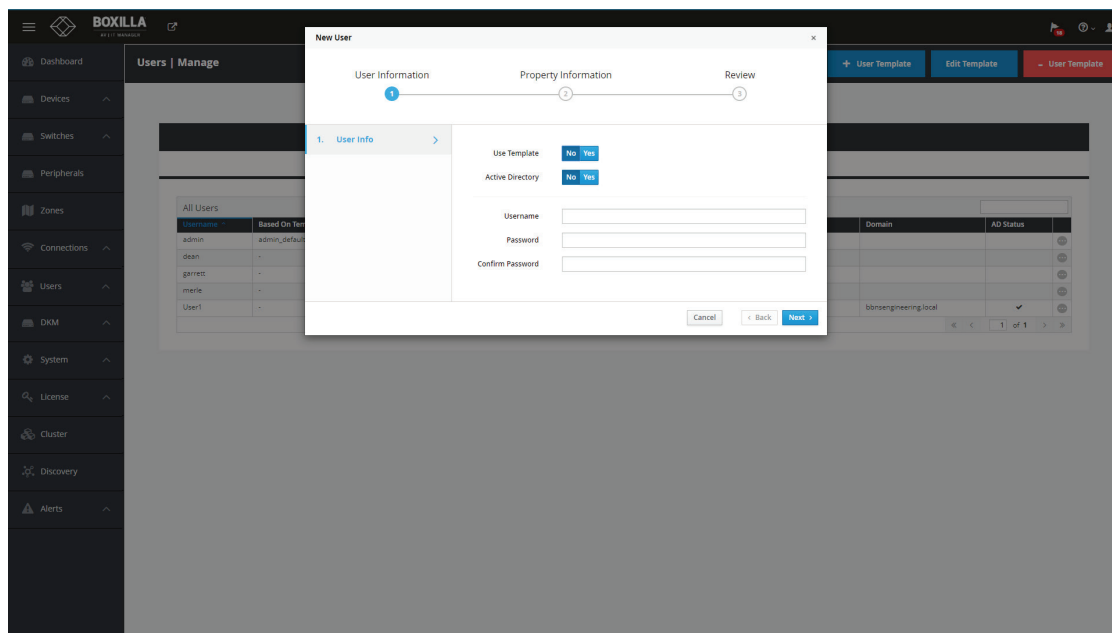 BOXILLA
New User
×
Users | Manage
+ User Template
Edit Template
- User Template
User Information
Property Information
Review
1
2
3
1. User Info
Use Template
No Yes
Active Directory
No Yes
Username
Password
Confirm Password
Cancel
< Back
Next >
Dashboard
Devices
Switches
Peripherals
Zones
Connections
Users
DKM
System
License
Cluster
Discovery
Alerts
All Users
Username
Based On Tem
Domain
AD Status
admin
admin_default
dean
-
garrett
-
merle
-
User1
-
bbnsengineering.local
1 of 1